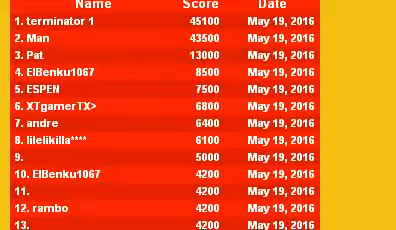 Name Score Date
1. terminator 1 45100 May 19, 2016
2. Man 43500 May 19, 2016
3. Pat 13000 May 19, 2016
4. ElBenku1067 8500 May 19, 2016
5. ESPEN 7500 May 19, 2016
6. XTgamerTX> 6800 May 19, 2016
7. andre 6400 May 19, 2016
8. lilelikilla**** 6100 May 19, 2016
9. 5000 May 19, 2016
10. ElBenku1067 4200 May 19, 2016
11. 4200 May 19, 2016
12. rambo 4200 May 19, 2016
13. 4200 May 19, 2016